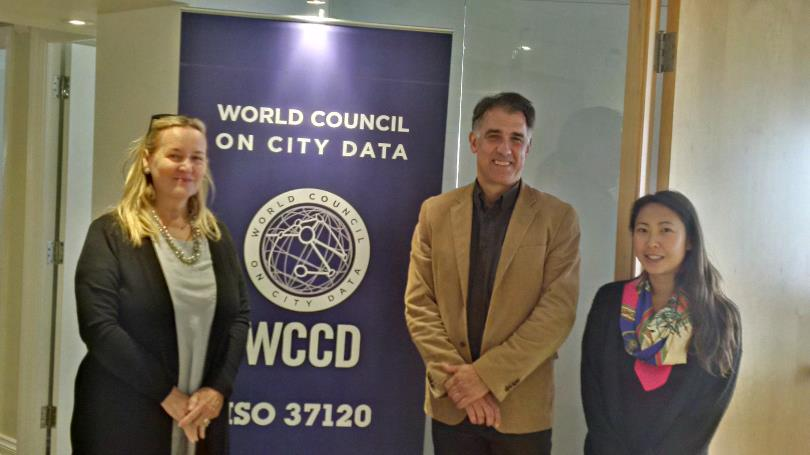 WORLD COUNCIL
ON CITY DATA
WORLD COUNCIL
ON CITY DATA
WCCD
ISO 37120